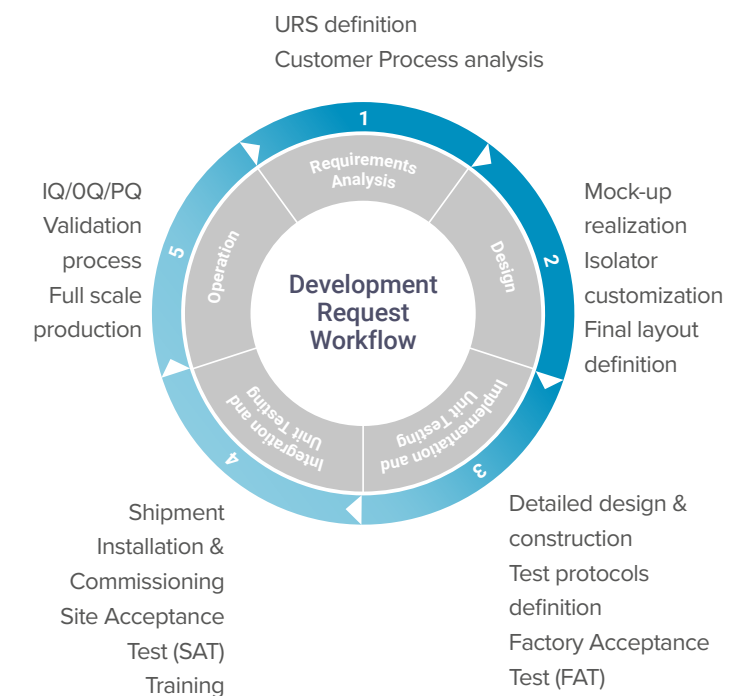 URS definition
Customer Process analysis
1
Requirements
Analysis
2
Design
Mock-up
realization
Isolator
customization
Final layout
definition
3
Implementation and
Unit Testing
Detailed design &
construction
Test protocols
definition
Factory Acceptance
Test (FAT)
4
Integration and
Unit Testing
Shipment
Installation &
Commissioning
Site Acceptance
Test (SAT)
Training
5
Operation
IQ/0Q/PQ
Validation
process
Full scale
production
Development
Request
Workflow